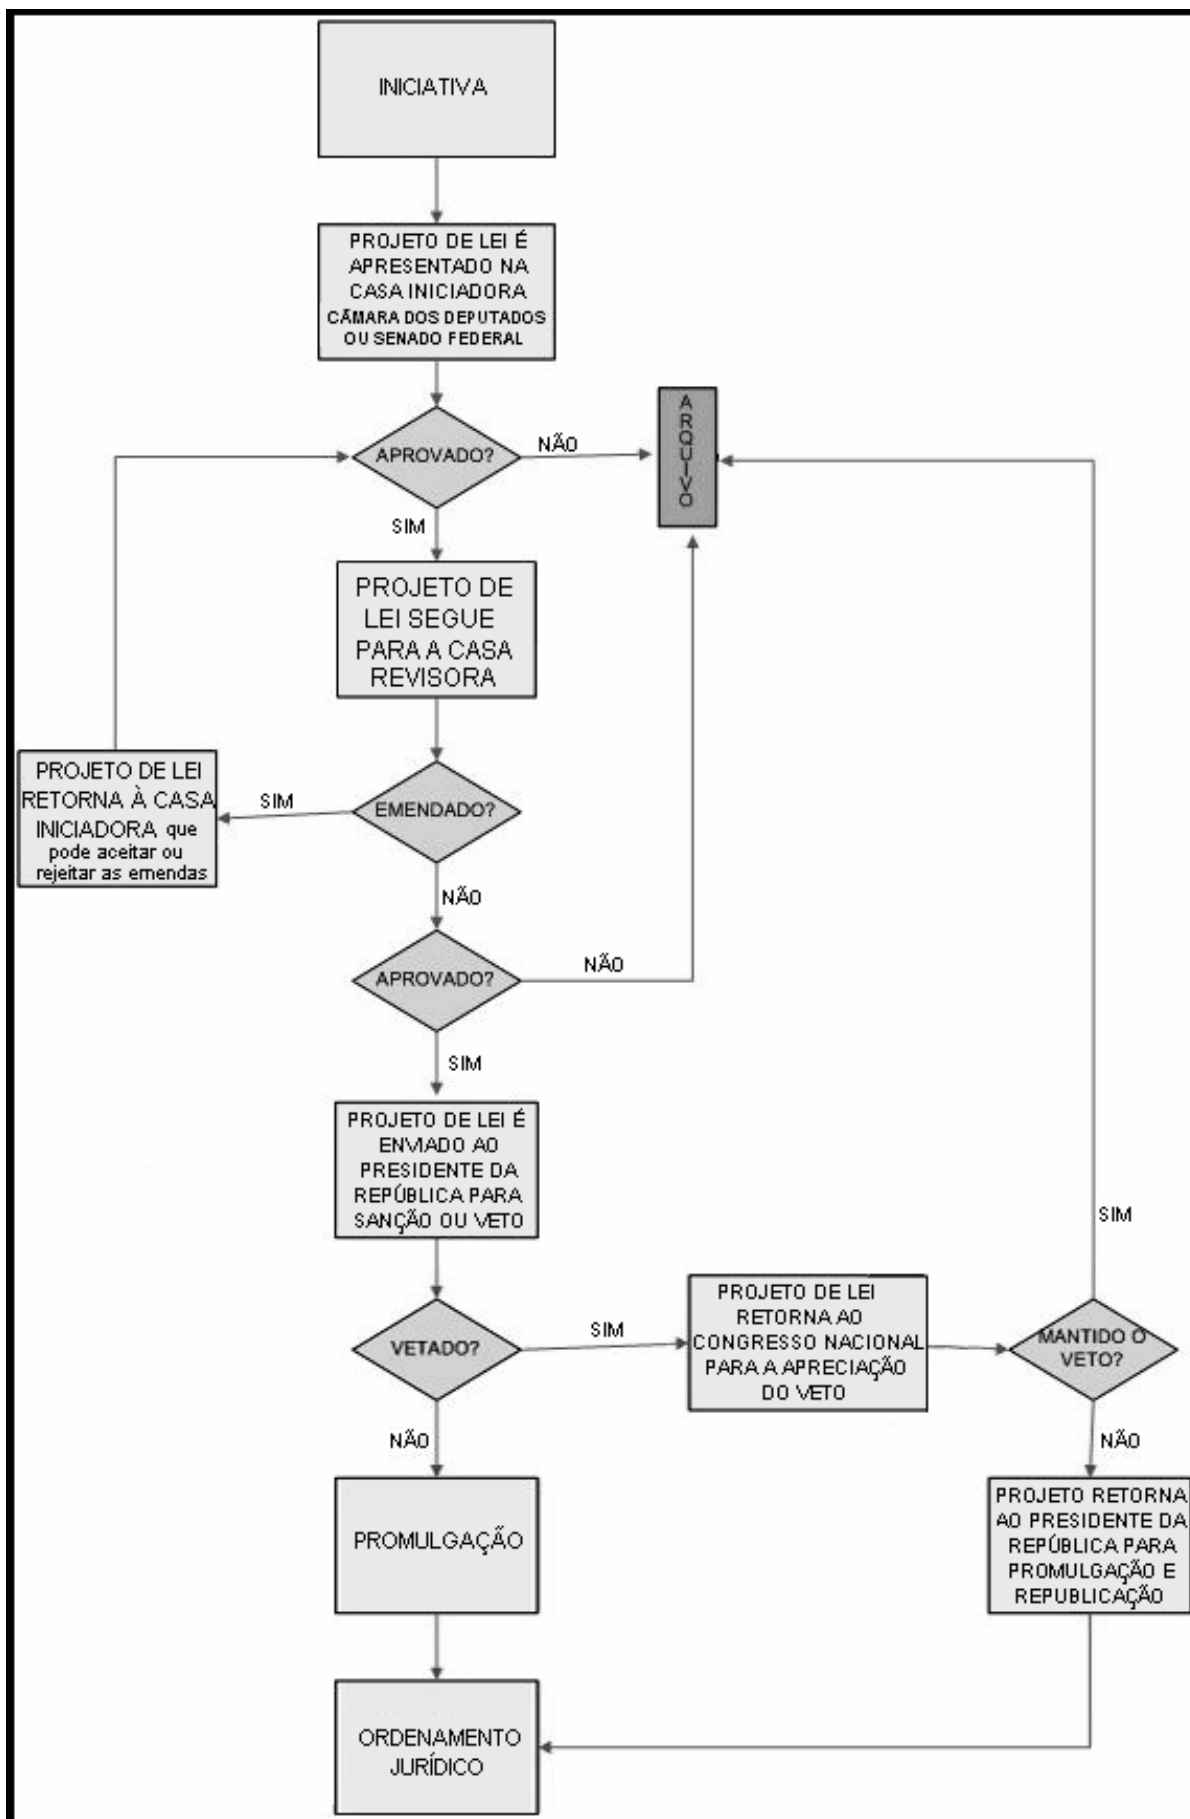 INICIATIVA
PROJETO DE LEI É
APRESENTADO NA
CASA INICIADORA
CÂMARA DOS DEPUTADOS
OU SENADO FEDERAL
APROVADO?
NÃO
ARQUIVO
SIM
PROJETO DE
LEI SEGUE
PARA A CASA
REVISORA
EMENDADO?
SIM
PROJETO DE LEI
RETORNA À CASA
INICIADORA que
pode aceitar ou
rejeitar as emendas
NÃO
APROVADO?
NÃO
SIM
PROJETO DE LEI É
ENVIADO AO
PRESIDENTE DA
REPÚBLICA PARA
SANÇÃO OU VETO
VETADO?
SIM
PROJETO DE LEI
RETORNA AO
CONGRESSO NACIONAL
PARA A APRECIAÇÃO
DO VETO
MANTIDO O
VETO?
SIM
NÃO
NÃO
PROMULGAÇÃO
PROJETO RETORNA
AO PRESIDENTE DA
REPÚBLICA PARA
PROMULGAÇÃO E
REPUBLICAÇÃO
ORDENAMENTO
JURÍDICO